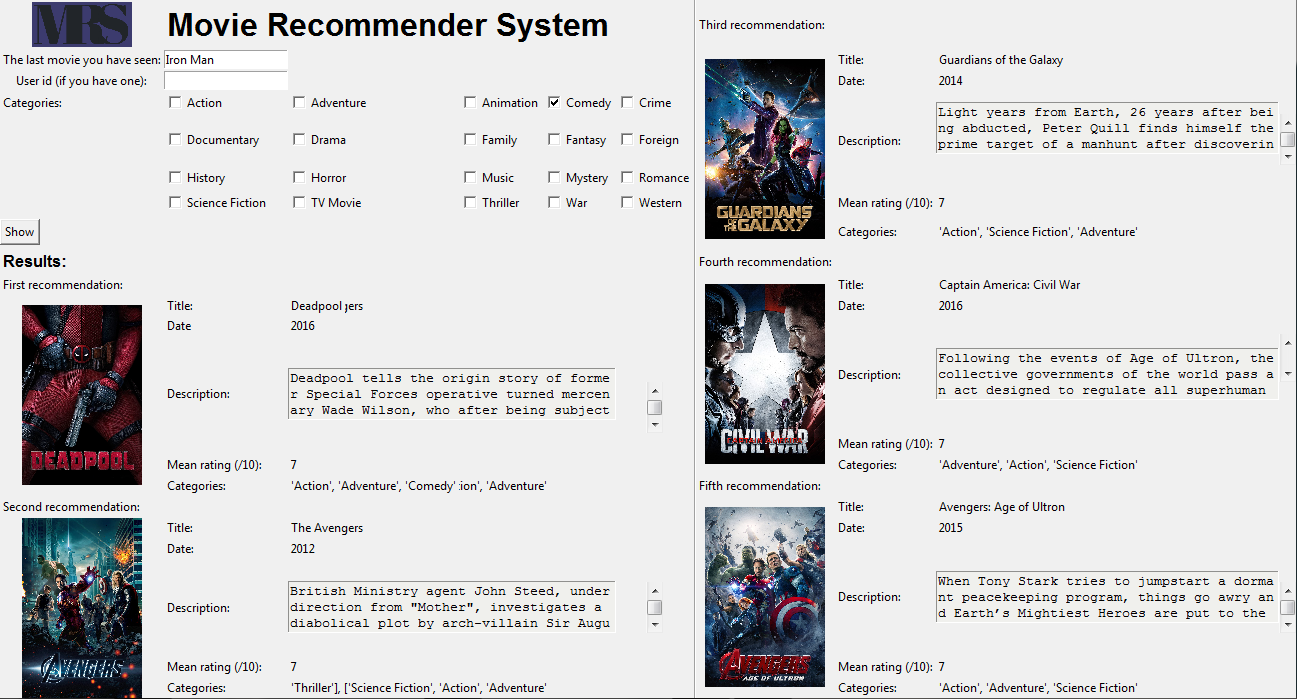 MRS Movie Recommender System
The last movie you have seen: Iron Man
User id (if you have one):
Categories: Action Adventure Animation Comedy Crime
Documentary Drama Family Fantasy Foreign
History Horror Music Mystery Romance
Science Fiction TV Movie Thriller War Western
Show
Results:
First recommendation:
Title: Deadpool gers
Date 2016
Description:
Deadpool tells the origin story of forme
r Special Forces operative turned mercen
ary Wade Wilson, who after being subject
DEADPOOL
Mean rating (/10): 7
Categories: 'Action', 'Adventure', 'Comedy' ion', 'Adventure'
Second recommendation:
Title: The Avengers
Date: 2012
Description:
British Ministry agent John Steed, under
direction from "Mother", investigates a
diabolical plot by arch-villain Sir Augu
AVENGERS
Mean rating (/10): 7
Categories: 'Thriller'], ['Science Fiction', 'Action', 'Adventure'
Third recommendation:
Title: Guardians of the Galaxy
Date: 2014
Description:
Light years from Earth, 26 years after bei
ng abducted, Peter Quill finds himself the
prime target of a manhunt after discoverin
GUARDIANS
OF THE GALAXY
Mean rating (/10): 7
Categories: 'Action', 'Science Fiction', 'Adventure'
Fourth recommendation:
Title: Captain America: Civil War
Date: 2016
Description:
Following the events of Age of Ultron, the
collective governments of the world pass a
n act designed to regulate all superhuman
CIVIL WAR
Mean rating (/10): 7
Categories: 'Adventure', 'Action', 'Science Fiction'
Fifth recommendation:
Title: Avengers: Age of Ultron
Date: 2015
Description:
When Tony Stark tries to jumpstart a dorma
nt peacekeeping program, things go awry an
d Earth’s Mightiest Heroes are put to the
AVENGERS
AGE OF ULTRON
Mean rating (/10): 7
Categories: 'Action', 'Adventure', 'Science Fiction'